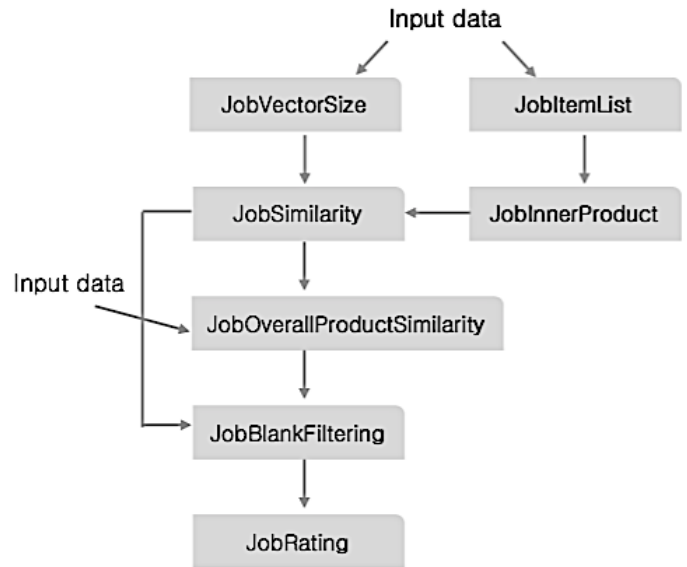 Input data
JobVectorSize
JobItemList
JobSimilarity
JobInnerProduct
Input data
JobOverallProductSimilarity
JobBlankFiltering
JobRating